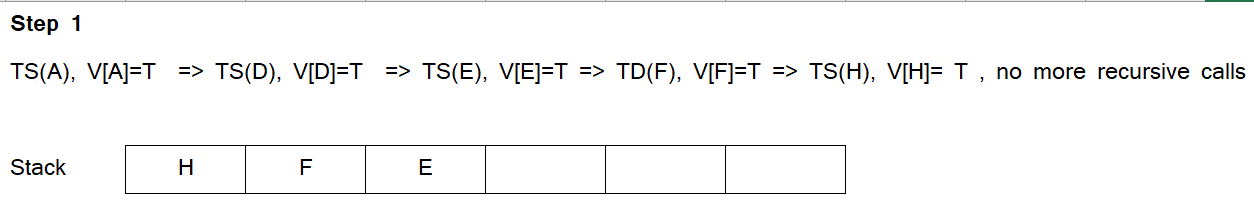 Step 1
TS(A), V[A]=T => TS(D), V[D]=T => TS(E), V[E]=T => TD(F), V[F]=T => TS(H), V[H]= T , no more recursive calls
Stack H F E